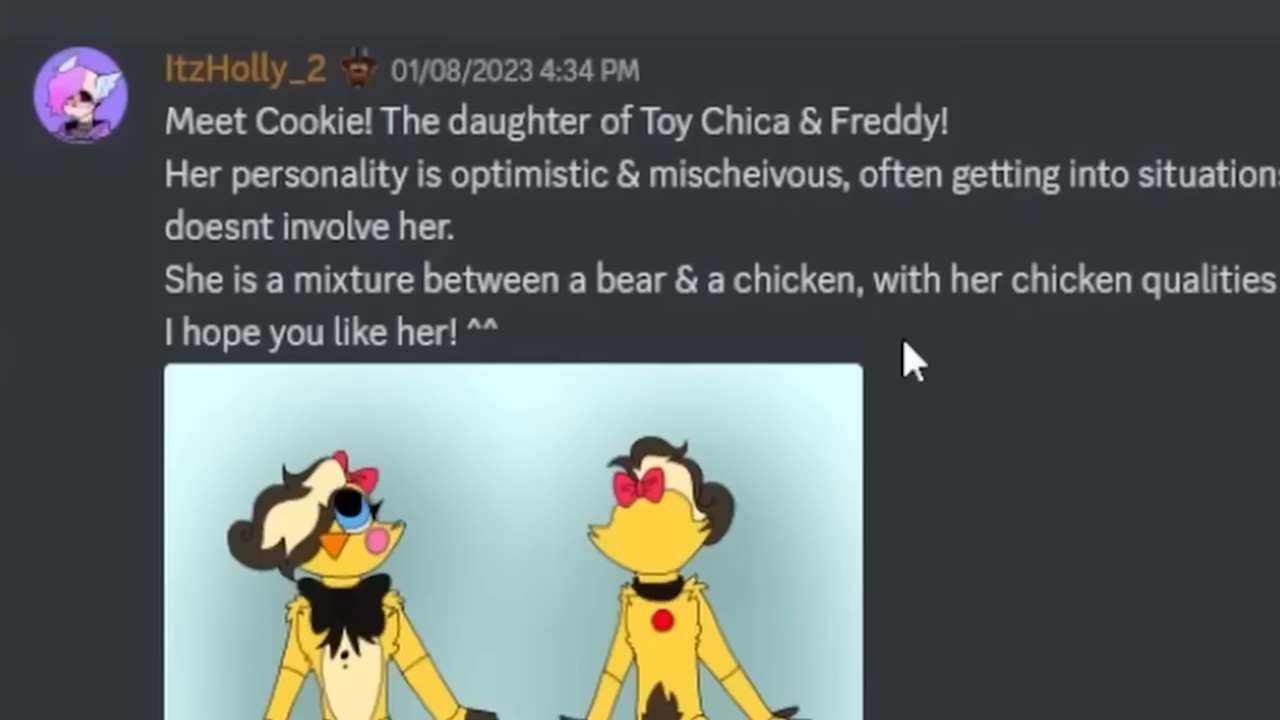 ItzHolly_2 01/08/2023 4:34 PM
Meet Cookie! The daughter of Toy Chica & Freddy!
Her personality is optimistic & mischeivous, often getting into situations
doesnt involve her.
She is a mixture between a bear & a chicken, with her chicken qualities
I hope you like her! ^^